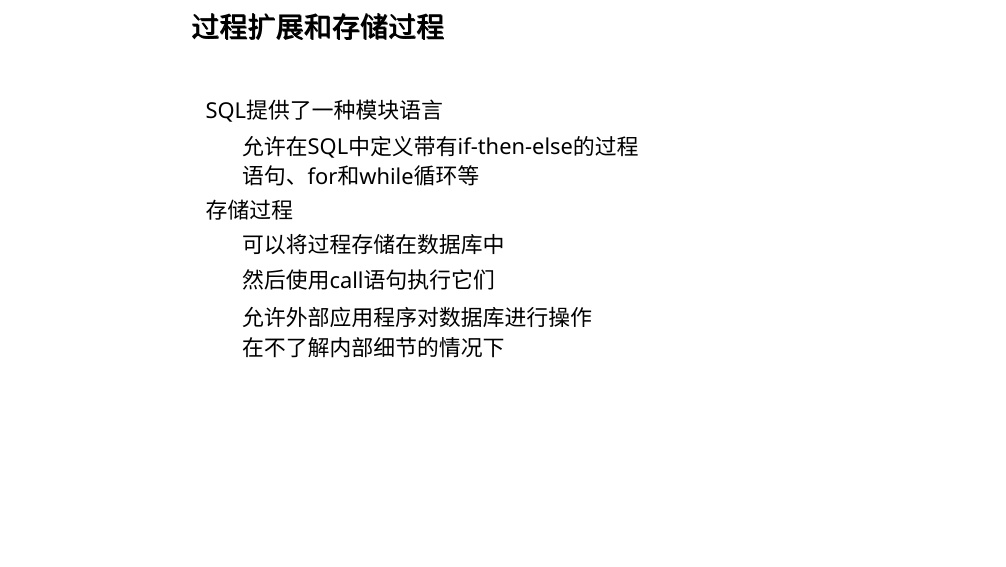 过程扩展和存储过程
SQL提供了一种模块语言
允许在SQL中定义带有if-then-else的过程
语句、for和while循环等
存储过程
可以将过程存储在数据库中
然后使用call语句执行它们
允许外部应用程序对数据库进行操作
在不了解内部细节的情况下